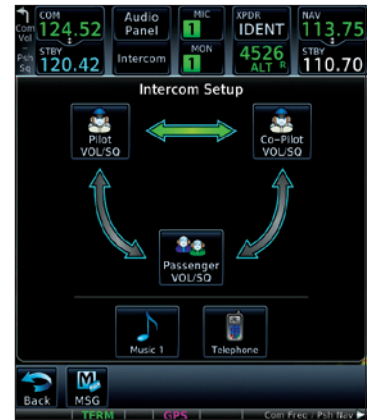 Com Vol
Psh Sq
COM
124.52
STBY
120.42
Audio Panel
Intercom
MIC
1
MON
1
XPDR
IDENT
4526
ALT R
NAV
113.75
STBY
110.70
Intercom Setup
Pilot
VOL/SQ
Co-Pilot
VOL/SQ
Passenger
VOL/SQ
Music 1
Telephone
Back
MSG
TERM
GPS
Com Freq / Psh Nav